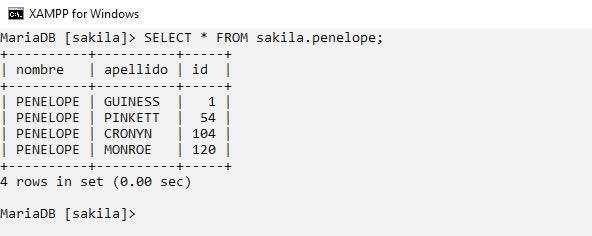 XAMPP for Windows
MariaDB [sakila]> SELECT * FROM sakila.penelope;
+----------+----------+-----+
| nombre   | apellido | id  |
+----------+----------+-----+
| PENELOPE | GUINESS  |   1 |
| PENELOPE | PINKETT  |  54 |
| PENELOPE | CRONYN   | 104 |
| PENELOPE | MONROE   | 120 |
+----------+----------+-----+
4 rows in set (0.00 sec)
MariaDB [sakila]>